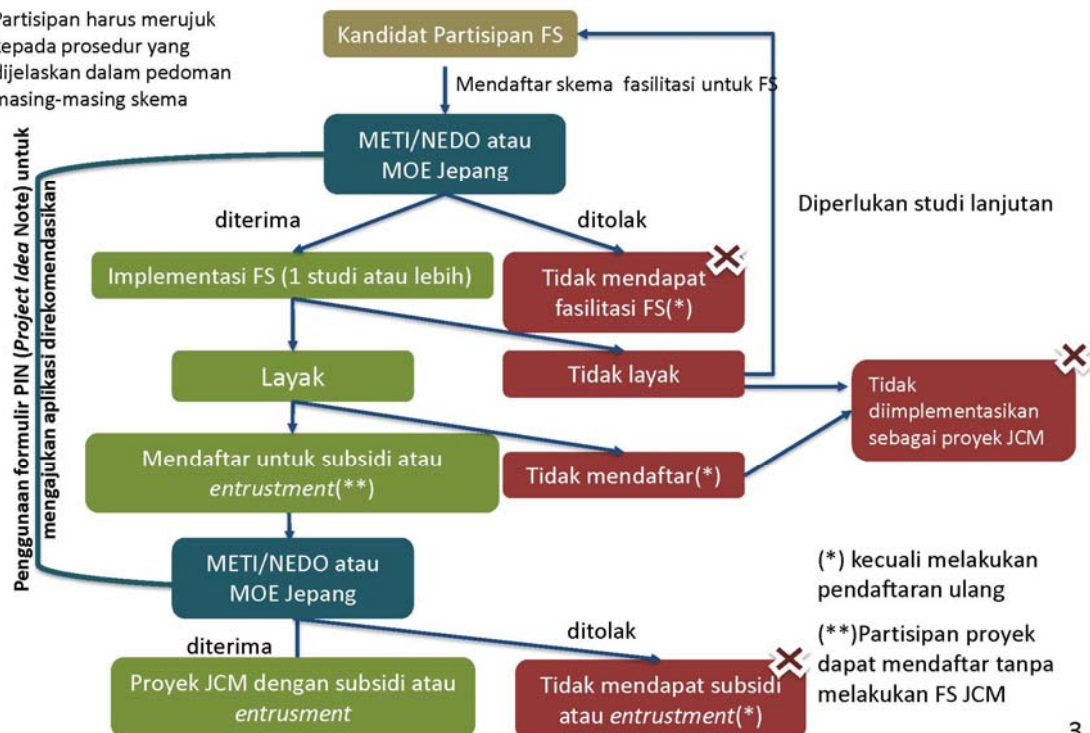 Partisipan harus merujuk
kepada prosedur yang
dijelaskan dalam pedoman
masing-masing skema
Kandidat Partisipan FS
Mendaftar skema fasilitasi untuk FS
METI/NEDO atau
MOE Jepang
Penggunaan formulir PIN (Project Idea Note) untuk
mengajukan aplikasi direkomendasikan
diterima
ditolak
Diperlukan studi lanjutan
Implementasi FS (1 studi atau lebih)
Tidak mendapat
fasilitasi FS(*)
Layak
Tidak layak
Tidak
diimplementasikan
sebagai proyek JCM
Mendaftar untuk subsidi atau
entrustment(**)
Tidak mendaftar(*)
METI/NEDO atau
MOE Jepang
(*) kecuali melakukan
pendaftaran ulang
diterima
ditolak
(**)Partisipan proyek
dapat mendaftar tanpa
melakukan FS JCM
Proyek JCM dengan subsidi atau
entrusment
Tidak mendapat subsidi
atau entrustment(*)
3